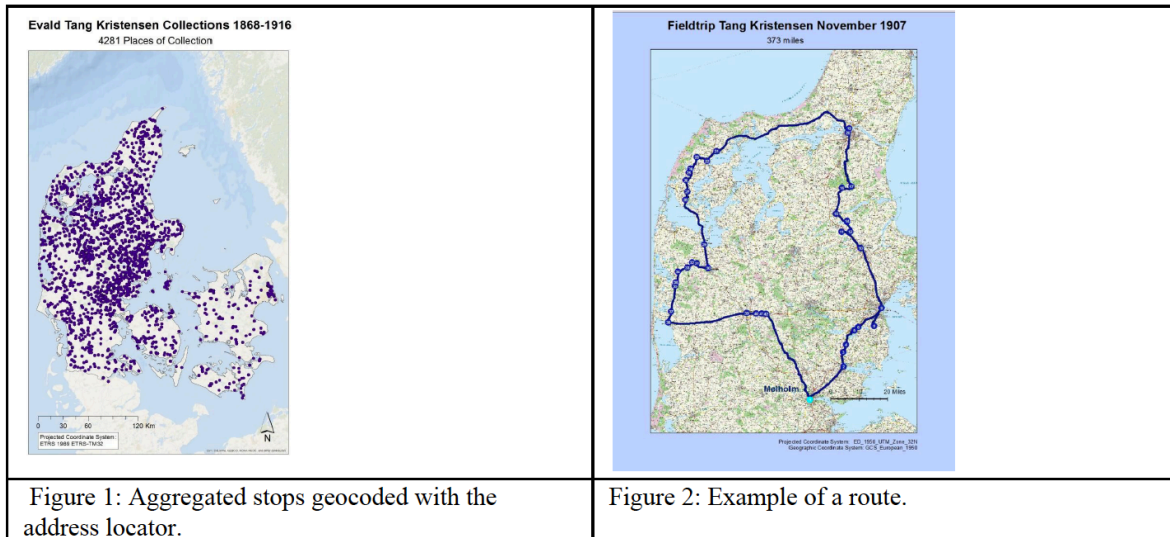 Evald Tang Kristensen Collections 1868-1916
4281 Places of Collection
0 30 60 120 Km
Projected Coordinate System:
ETRS 1989 ETRS-TM32
N
Fieldtrip Tang Kristensen November 1907
373 miles
Mølholm
20 Miles
Projected Coordinate System: ED_1950_UTM_Zone_32N
Geographic Coordinate System: GCS_European_1950
Figure 1: Aggregated stops geocoded with the
address locator.
Figure 2: Example of a route.